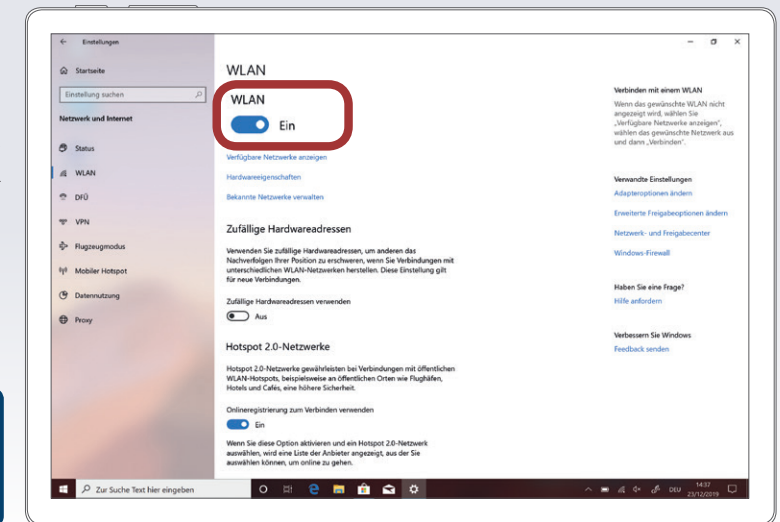 Einstellungen
Startseite
Einstellung suchen
Netzwerk und Internet
Status
WLAN
DFÜ
VPN
Flugzeugmodus
Mobiler Hotspot
Datennutzung
Proxy
WLAN
WLAN
Ein
Verfügbare Netzwerke anzeigen
Hardwareeigenschaften
Bekannte Netzwerke verwalten
Zufällige Hardwareadressen
Verwenden Sie zufällige Hardwareadressen, um anderen das
Nachverfolgen Ihrer Position zu erschweren, wenn Sie Verbindungen mit
unterschiedlichen WLAN-Netzwerken herstellen. Diese Einstellung gilt
für neue Verbindungen.
Zufällige Hardwareadressen verwenden
Aus
Hotspot 2.0-Netzwerke
Hotspot 2.0-Netzwerke gewährleisten bei Verbindungen mit öffentlichen
WLAN-Hotspots, beispielsweise an öffentlichen Orten wie Flughäfen,
Hotels und Cafés, eine höhere Sicherheit.
Onlineregistrierung zum Verbinden verwenden
Ein
Wenn Sie diese Option aktivieren und ein Hotspot 2.0-Netzwerk
auswählen, wird eine Liste der Anbieter angezeigt, aus der Sie
auswählen können, um online zu gehen.
Verbinden mit einem WLAN
Wenn das gewünschte WLAN nicht
angezeigt wird, wählen Sie
„Verfügbare Netzwerke anzeigen",
wählen das gewünschte Netzwerk aus
und dann „Verbinden".
Verwandte Einstellungen
Adapteroptionen ändern
Erweiterte Freigabeoptionen ändern
Netzwerk- und Freigabecenter
Windows-Firewall
Haben Sie eine Frage?
Hilfe anfordern
Verbessern Sie Windows
Feedback senden
Zur Suche Text hier eingeben
DEU
14:37
23/12/2019